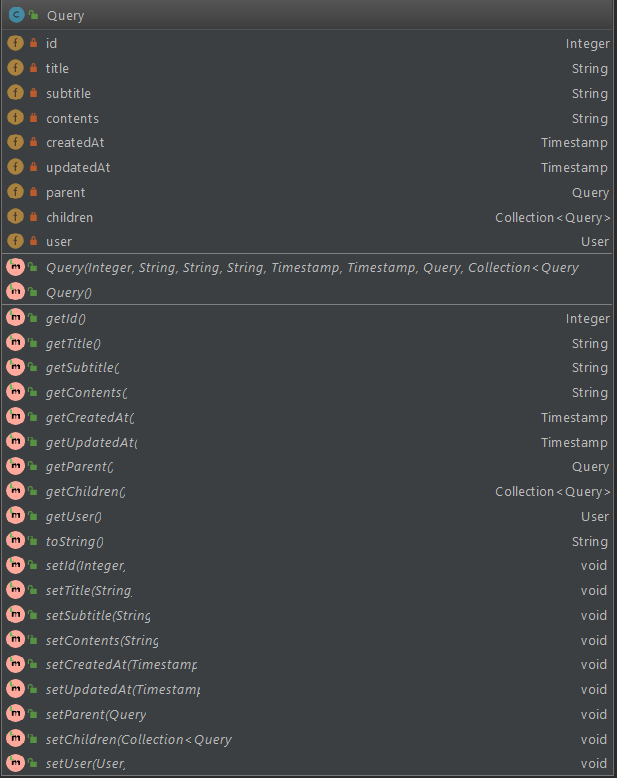 C Query
f id Integer
f title String
f subtitle String
f contents String
f createdAt Timestamp
f updatedAt Timestamp
f parent Query
f children Collection<Query>
f user User
m Query(Integer, String, String, String, Timestamp, Timestamp, Query, Collection<Query
m Query()
m getId() Integer
m getTitle() String
m getSubtitle( String
m getContents( String
m getCreatedAt( Timestamp
m getUpdatedAt( Timestamp
m getParent() Query
m getChildren( Collection<Query>
m getUser() User
m toString() String
m setId(Integer, void
m setTitle(String void
m setSubtitle(String void
m setContents(String void
m setCreatedAt(Timestamp void
m setUpdatedAt(Timestamp void
m setParent(Query void
m setChildren(Collection<Query void
m setUser(User, void